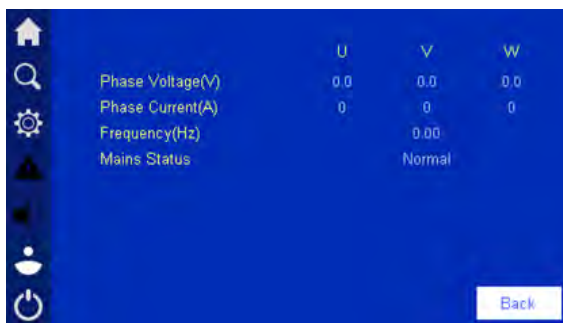 U V W
Phase Voltage(V) 0.0 0.0 0.0
Phase Current(A) 0 0 0
Frequency(Hz) 0.00
Mains Status Normal
Back